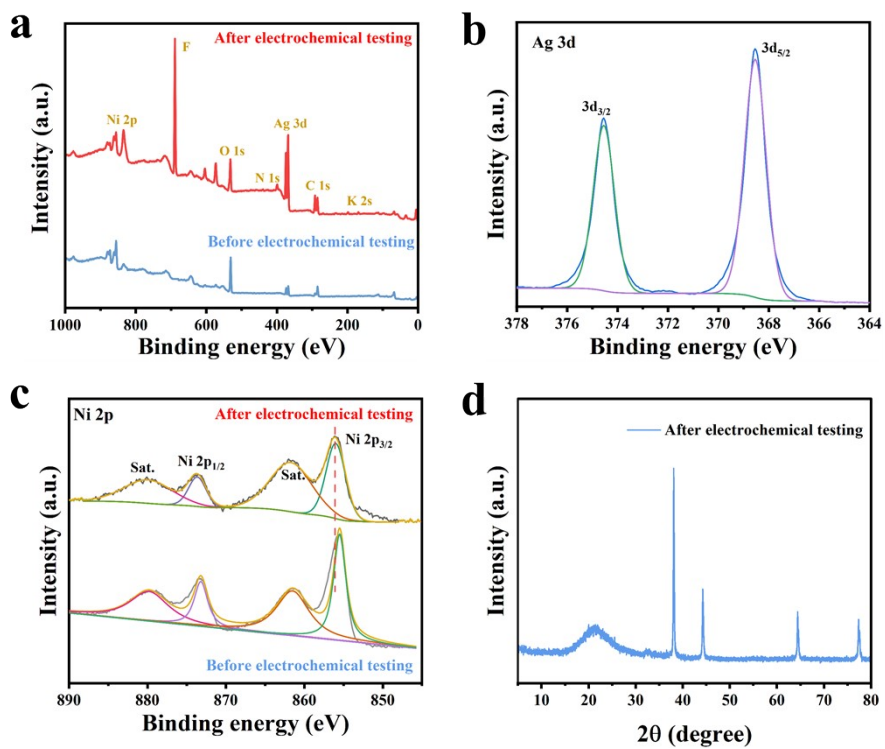 a
After electrochemical testing
F
Ni 2p
O 1s
Ag 3d
N 1s
C 1s
K 2s
Before electrochemical testing
Intensity (a.u.)
1000 800 600 400 200 0
Binding energy (eV)
b
Ag 3d
3d5/2
3d3/2
Intensity (a.u.)
378 376 374 372 370 368 366 364
Binding energy (eV)
c
Ni 2p
After electrochemical testing
Ni 2p3/2
Ni 2p1/2
Sat.
Sat.
Before electrochemical testing
Intensity (a.u.)
890 880 870 860 850
Binding energy (eV)
d
After electrochemical testing
Intensity (a.u.)
10 20 30 40 50 60 70 80
2θ (degree)